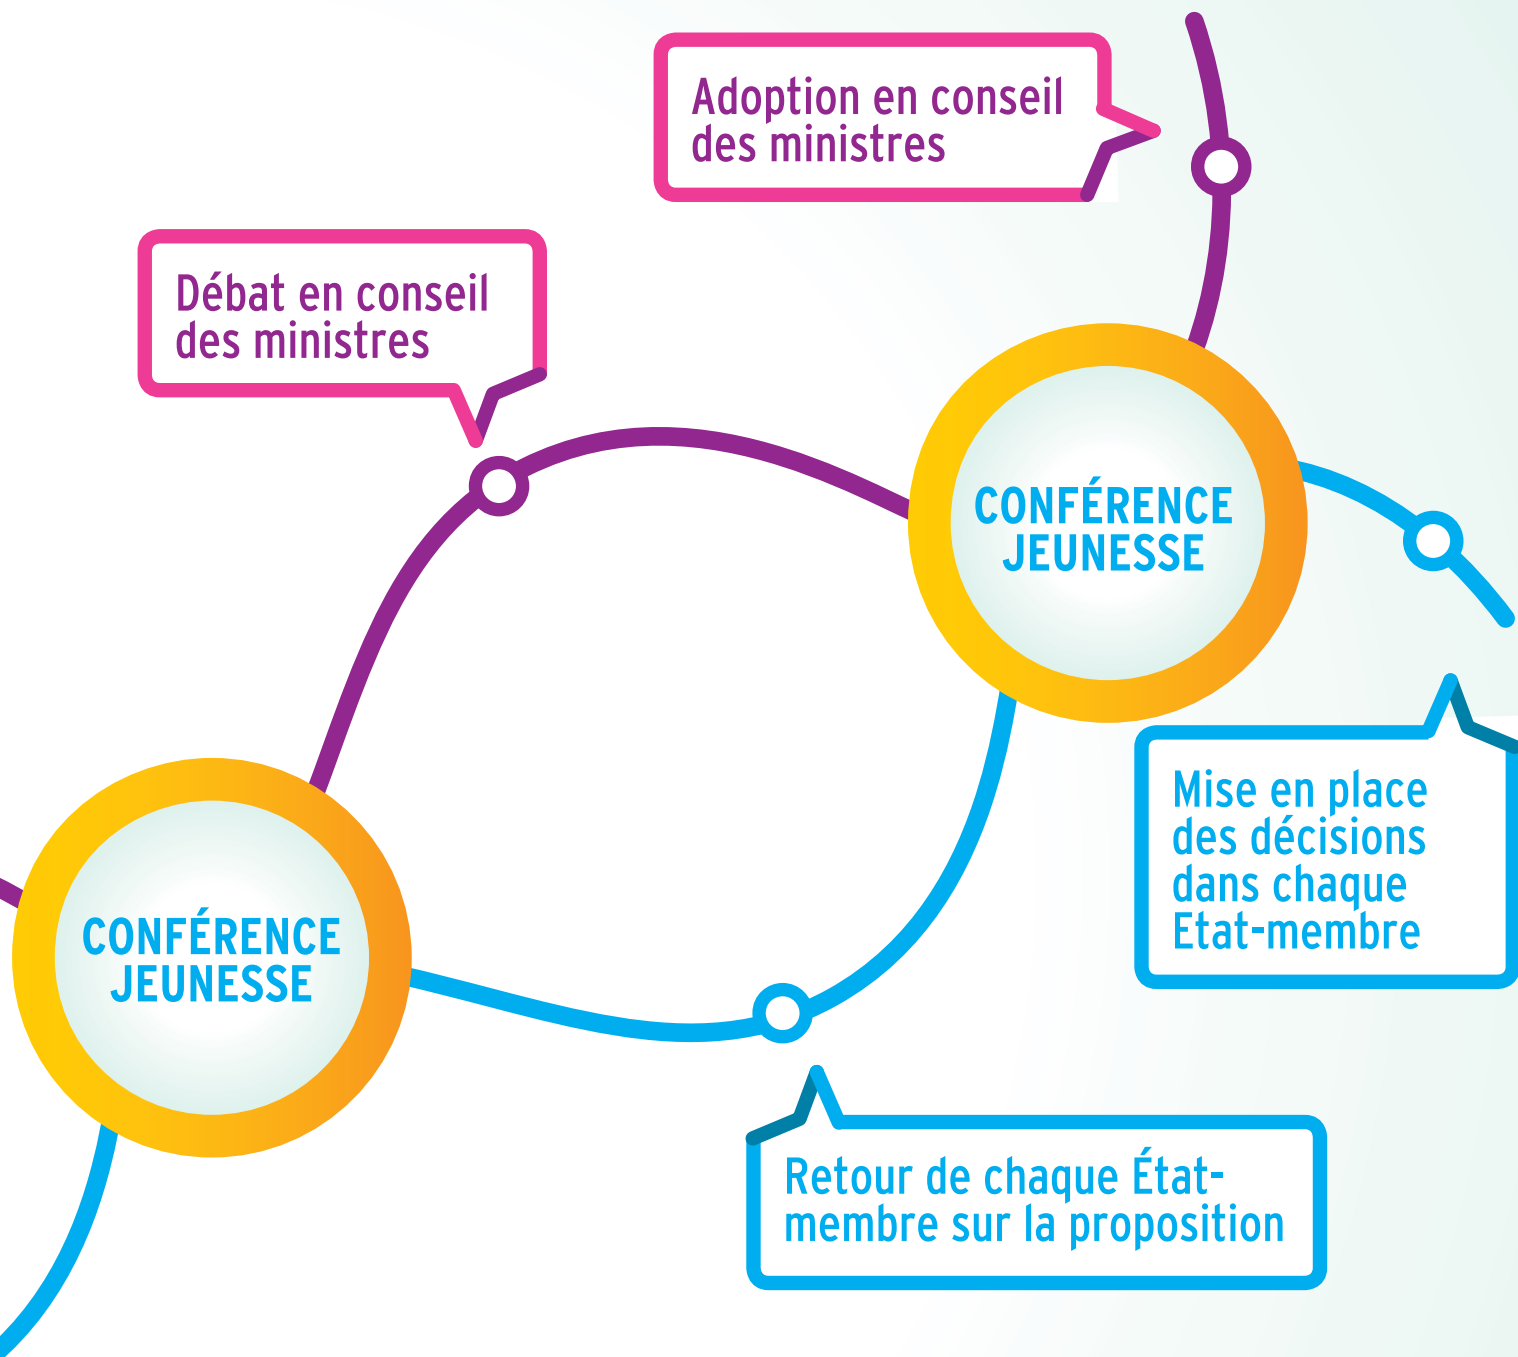 Adoption en conseil
des ministres
Débat en conseil
des ministres
CONFÉRENCE
JEUNESSE
Mise en place
des décisions
dans chaque
Etat-membre
CONFÉRENCE
JEUNESSE
Retour de chaque État-
membre sur la proposition